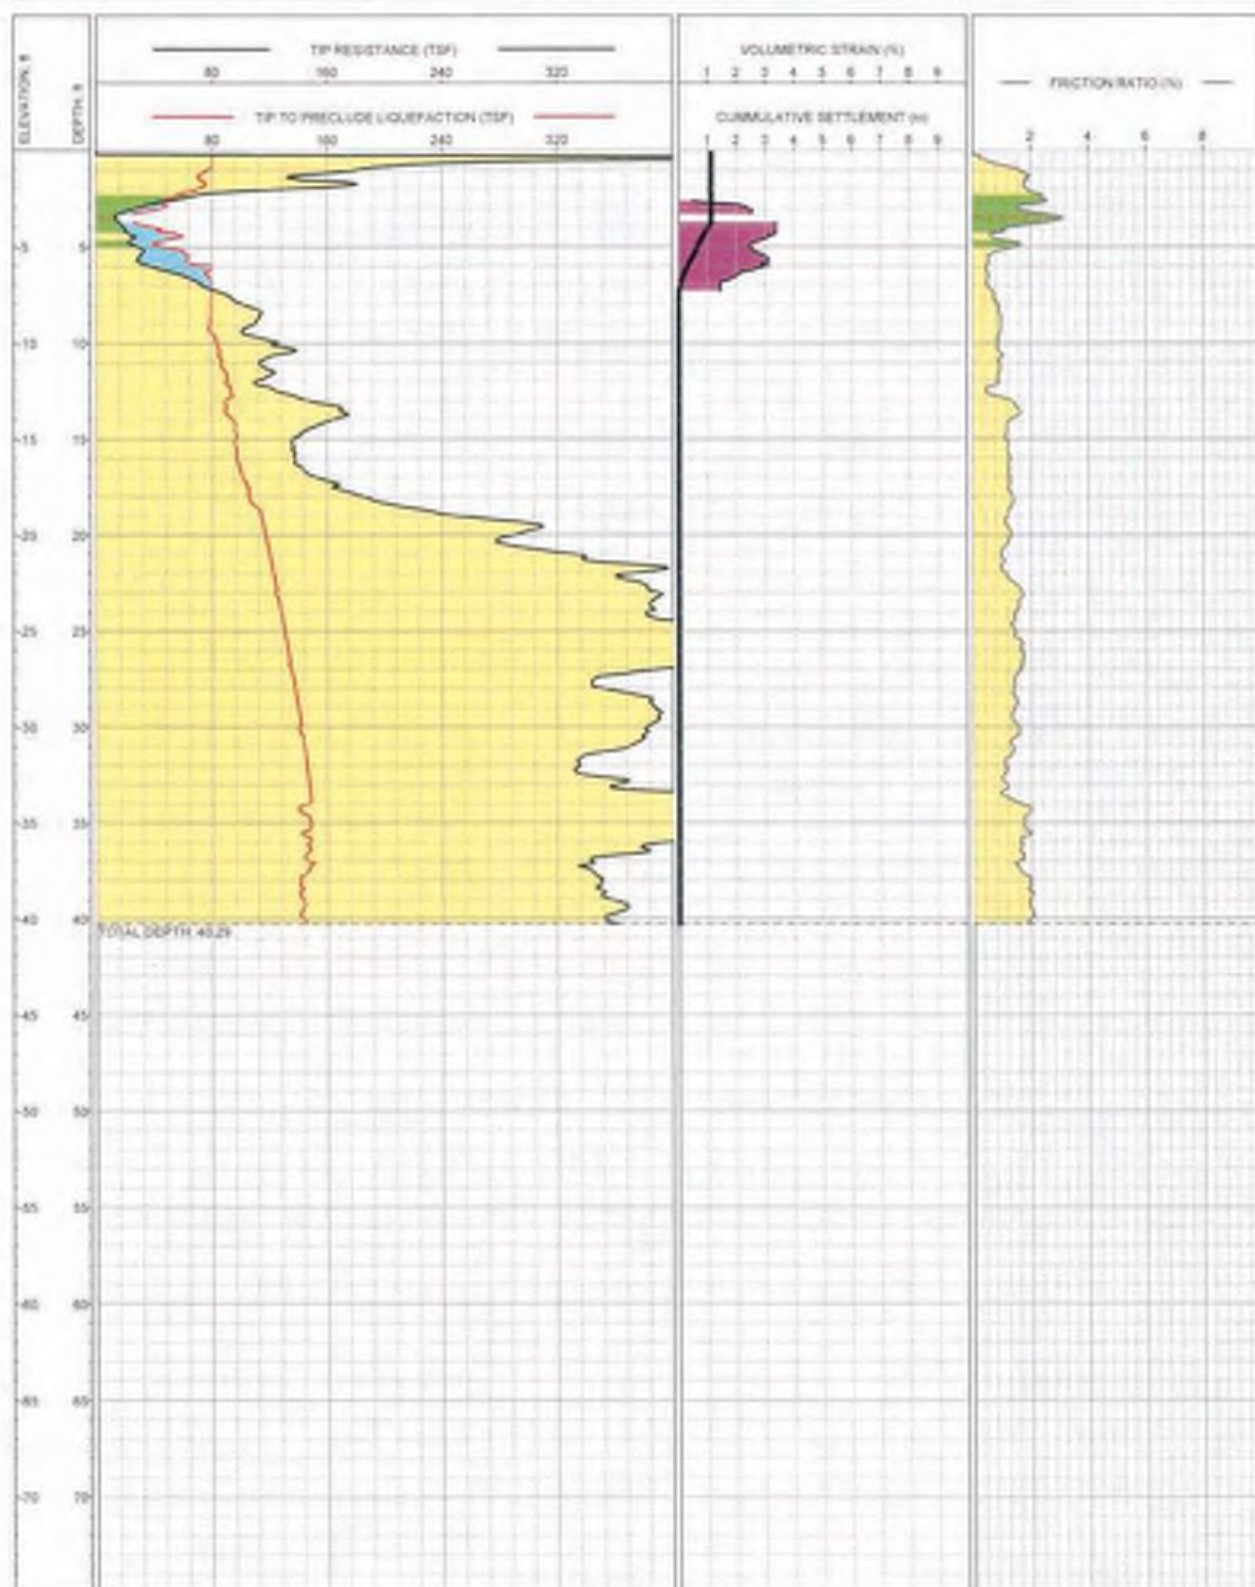 ELEVATION, ft
DEPTH, ft
TIP RESISTANCE (TSF)
80 160 240 320
TIP TO PRECLUDE LIQUEFACTION (TSF)
80 160 240 320
VOLUMETRIC STRAIN (%)
1 2 3 4 5 6 7 8 9
CUMMULATIVE SETTLEMENT (in)
1 2 3 4 5 6 7 8 9
FRICTION RATIO (%)
2 4 6 8
-5 5
-10 10
-15 15
-20 20
-25 25
-30 30
-35 35
-40 40
TOTAL DEPTH: 40.29
-45 45
-50 50
-55 55
-60 60
-65 65
-70 70